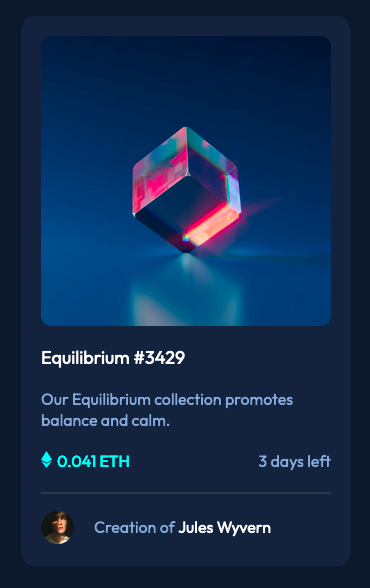 Equilibrium #3429
Our Equilibrium collection promotes
balance and calm.
0.041 ETH
3 days left
Creation of Jules Wyvern